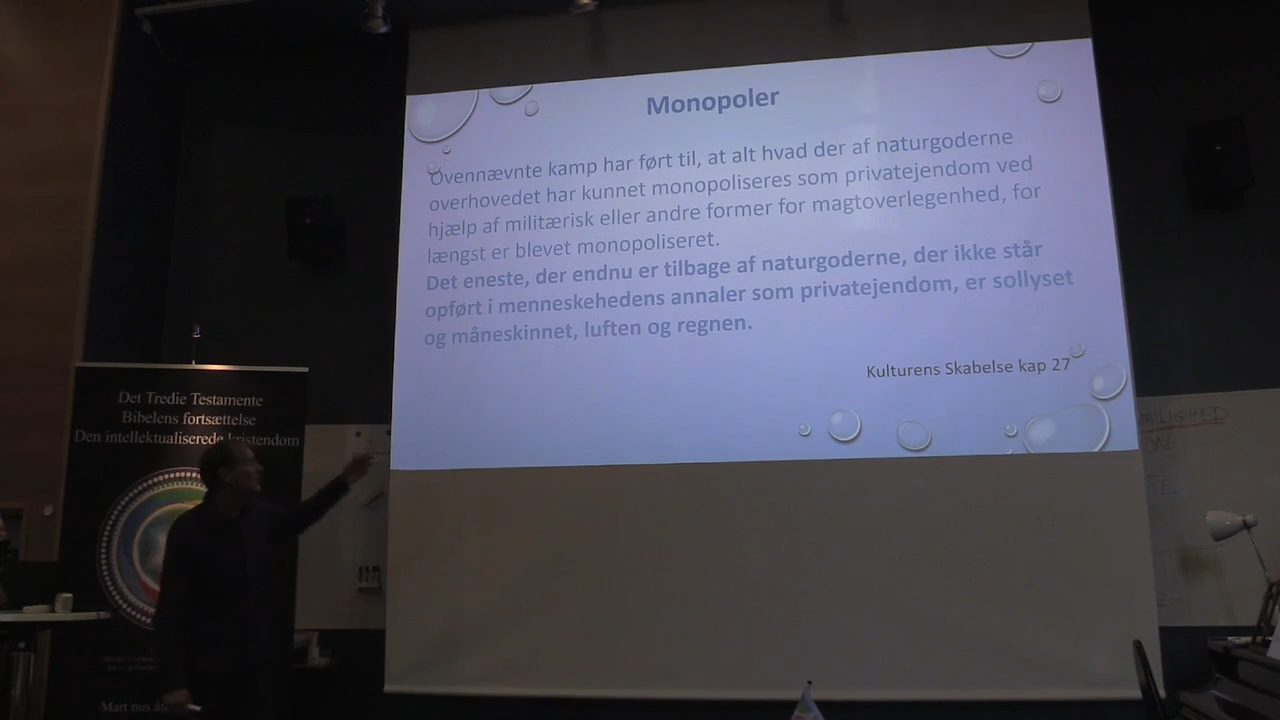 Monopoler
Ovennævnte kamp har ført til, at alt hvad der af naturgoderne
overhovedet har kunnet monopoliseres som privatejendom ved
hjælp af militærisk eller andre former for magtoverlegenhed, for
længst er blevet monopoliseret.
Det eneste, der endnu er tilbage af naturgoderne, der ikke står
opført i menneskehedens annaler som privatejendom, er sollyset
og måneskinnet, luften og regnen.
Kulturens Skabelse kap 27
Det Tredie Testamente
Bibelens fortsættelse
Den intellektualiserede kristendom
MILIGHED